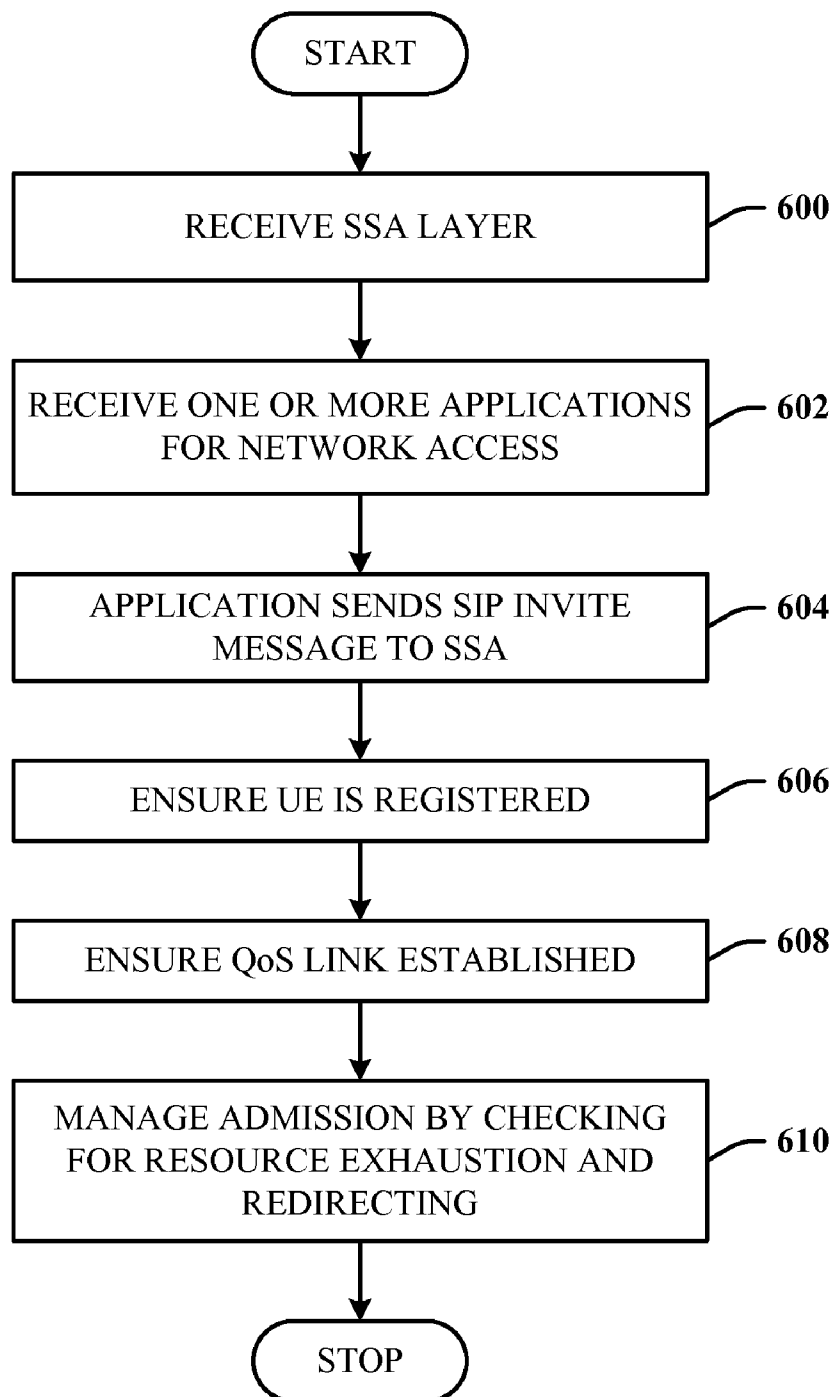 START
RECEIVE SSA LAYER
600
RECEIVE ONE OR MORE APPLICATIONS
FOR NETWORK ACCESS
602
APPLICATION SENDS SIP INVITE
MESSAGE TO SSA
604
ENSURE UE IS REGISTERED
606
ENSURE QoS LINK ESTABLISHED
608
MANAGE ADMISSION BY CHECKING
FOR RESOURCE EXHAUSTION AND
REDIRECTING
610
STOP